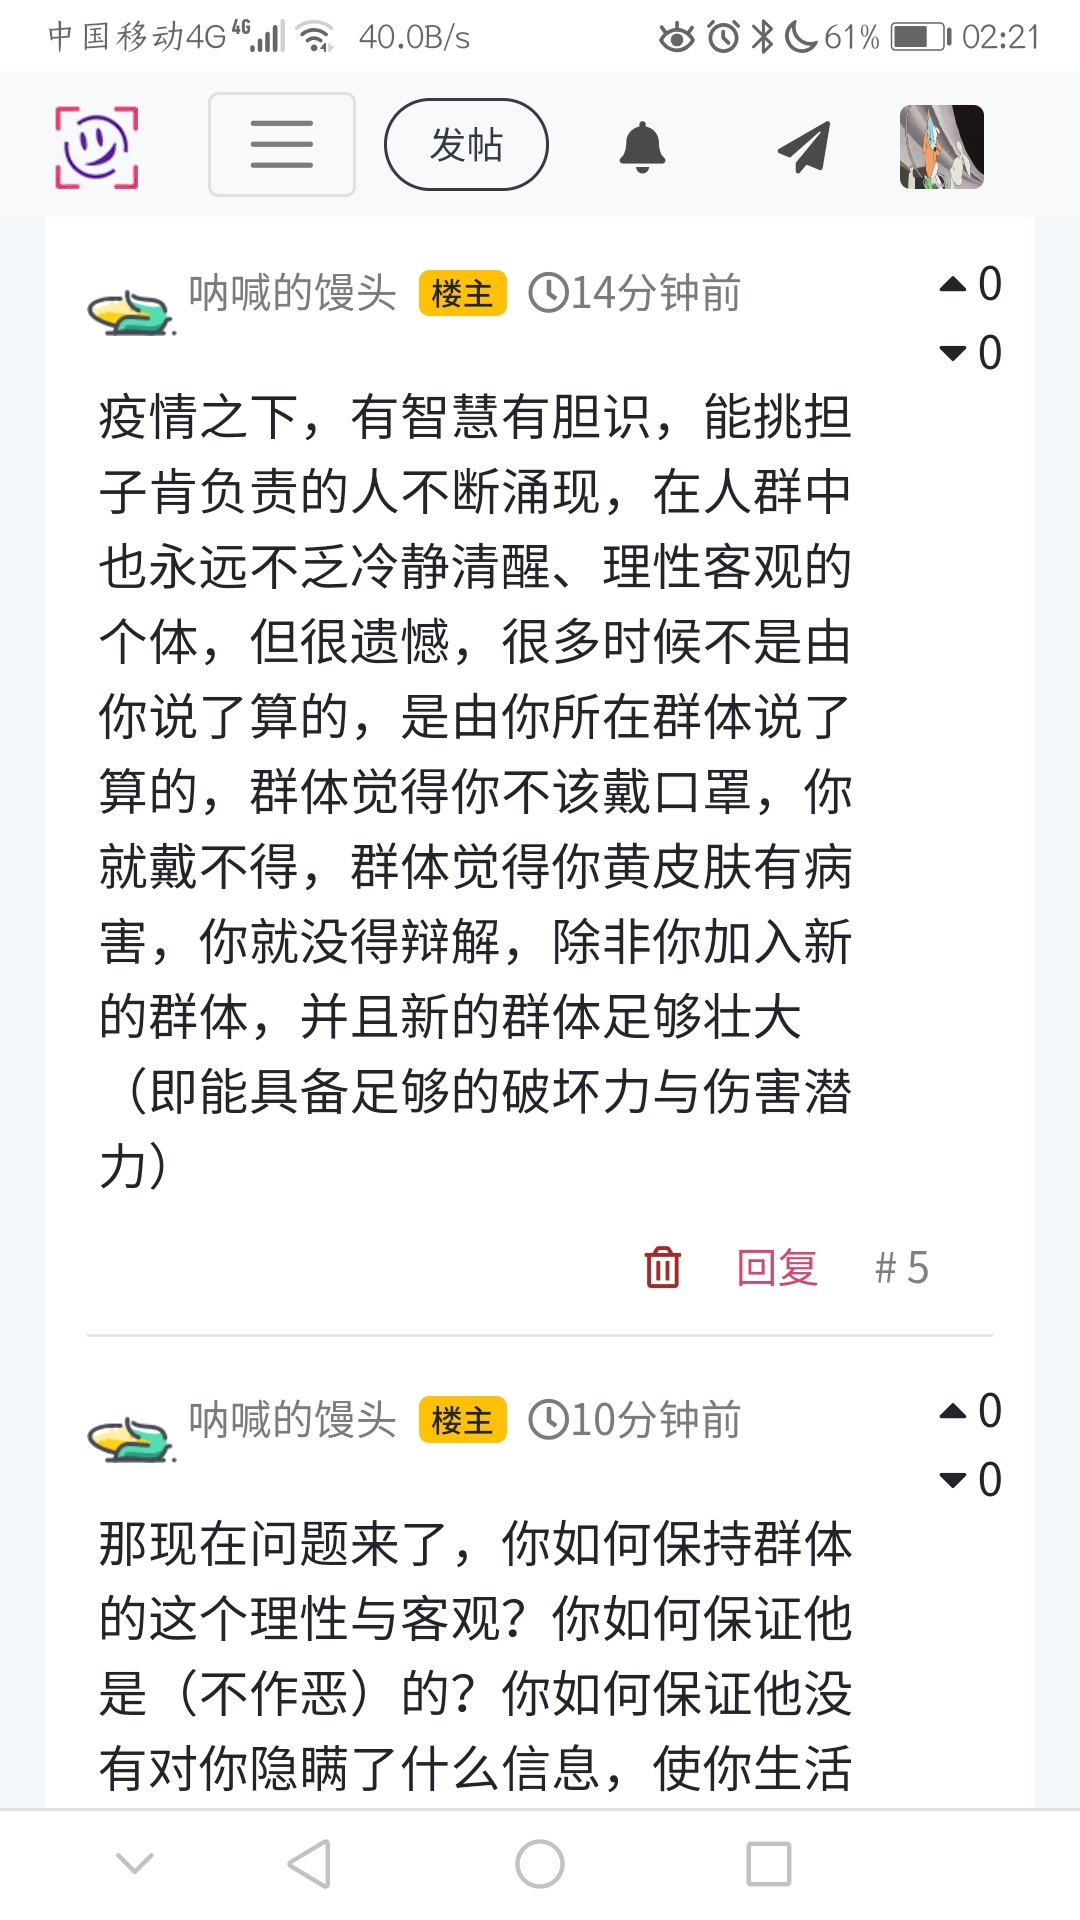 中国移动4G 4G 40.0B/s 61% 02:21
发帖
呐喊的馒头 楼主 14分钟前 0
0
疫情之下，有智慧有胆识，能挑担
子肯负责的人不断涌现，在人群中
也永远不乏冷静清醒、理性客观的
个体，但很遗憾，很多时候不是由
你说了算的，是由你所在群体说了
算的，群体觉得你不该戴口罩，你
就戴不得，群体觉得你黄皮肤有病
害，你就没得辩解，除非你加入新
的群体，并且新的群体足够壮大
（即能具备足够的破坏力与伤害潜
力）
回复 # 5
呐喊的馒头 楼主 10分钟前 0
0
那现在问题来了，你如何保持群体
的这个理性与客观？你如何保证他
是（不作恶）的？你如何保证他没
有对你隐瞒了什么信息，使你生活